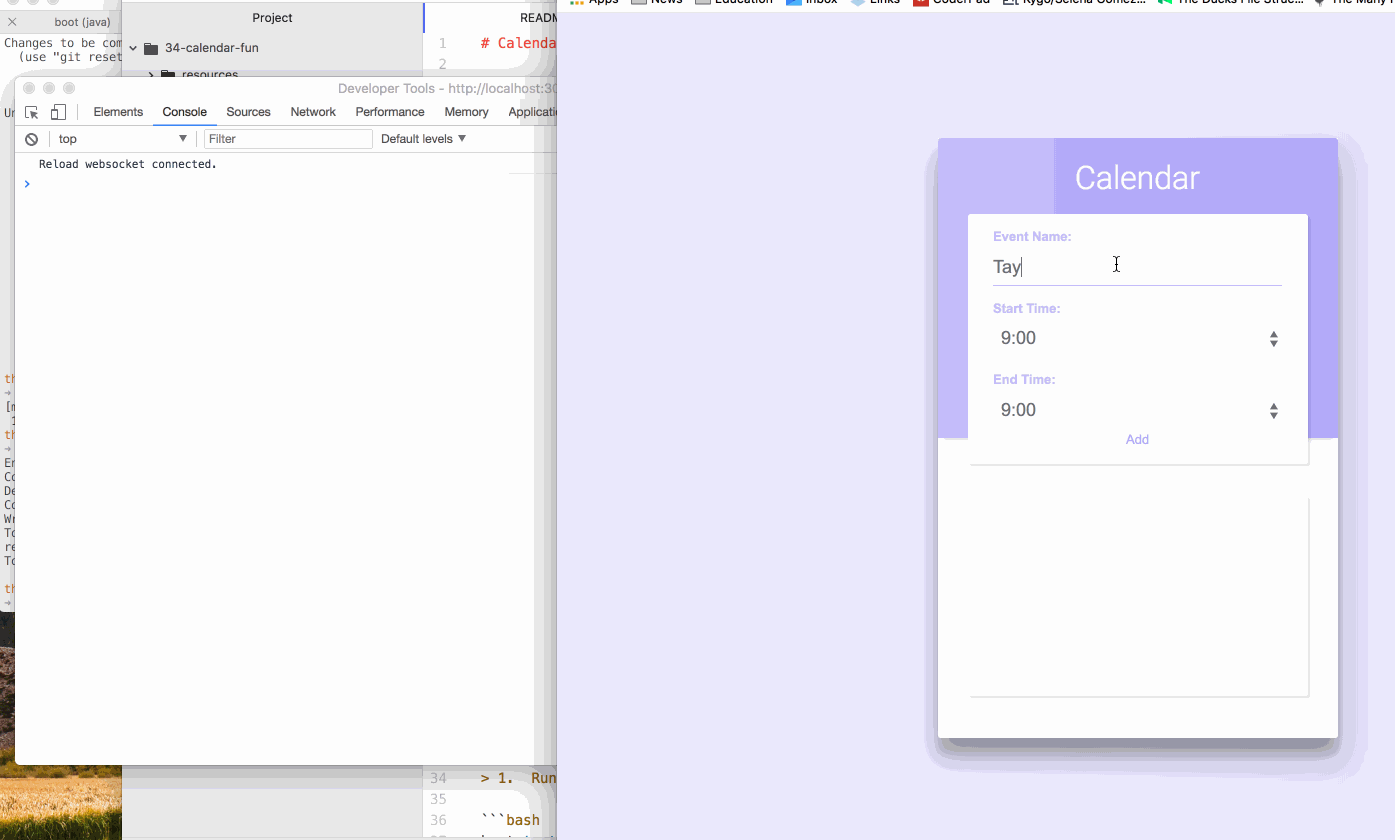 Apps News Education Inbox Links CoderPad Kygo/Selena Gomez... The Ducks File Struc... The Many
boot (java)
Changes to be com
(use "git reset
Project
34-calendar-fun
resources
READM
1 # Calenda
2
Developer Tools - http://localhost:30
Elements Console Sources Network Performance Memory Applicati
top Filter Default levels
Reload websocket connected.
Calendar
Event Name:
Tay
Start Time:
9:00
End Time:
9:00
Add
34 > 1. Run
35
36 ```bash